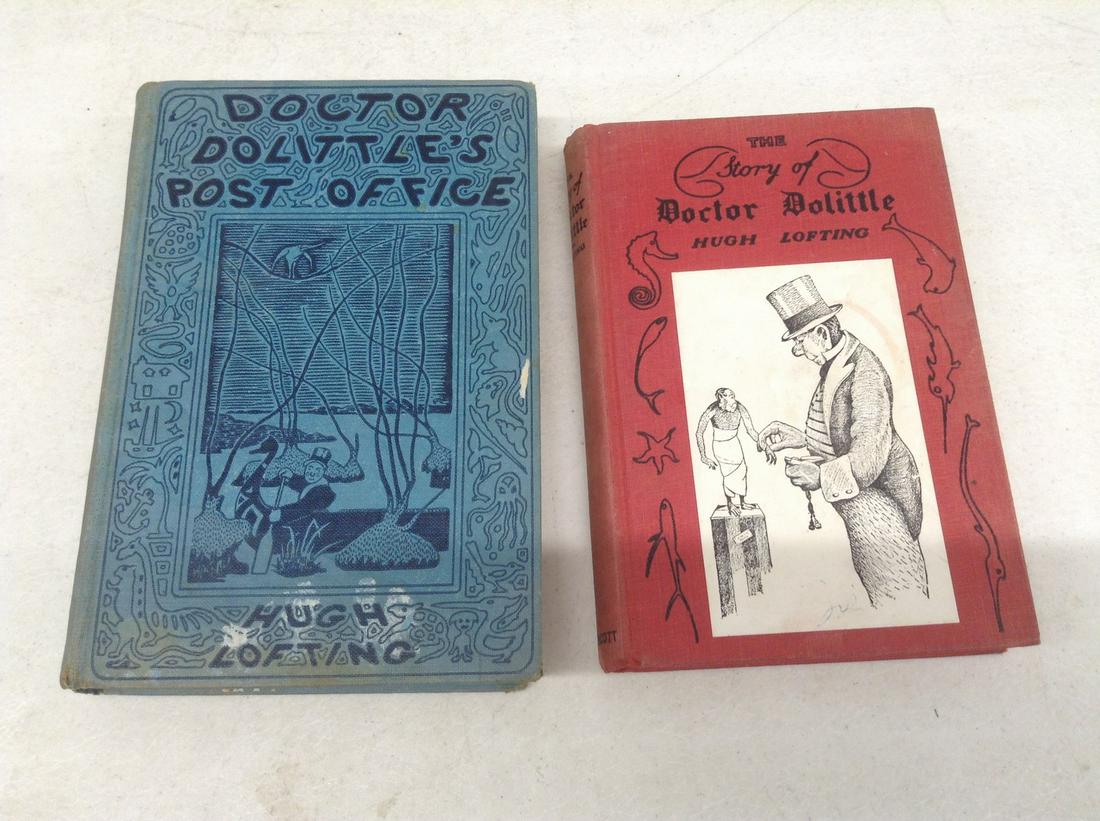 DOCTOR
DOLITTLE'S
POST OFFICE
HUGH
LOFTING
THE
Story of
Doctor Dolittle
HUGH LOFTING